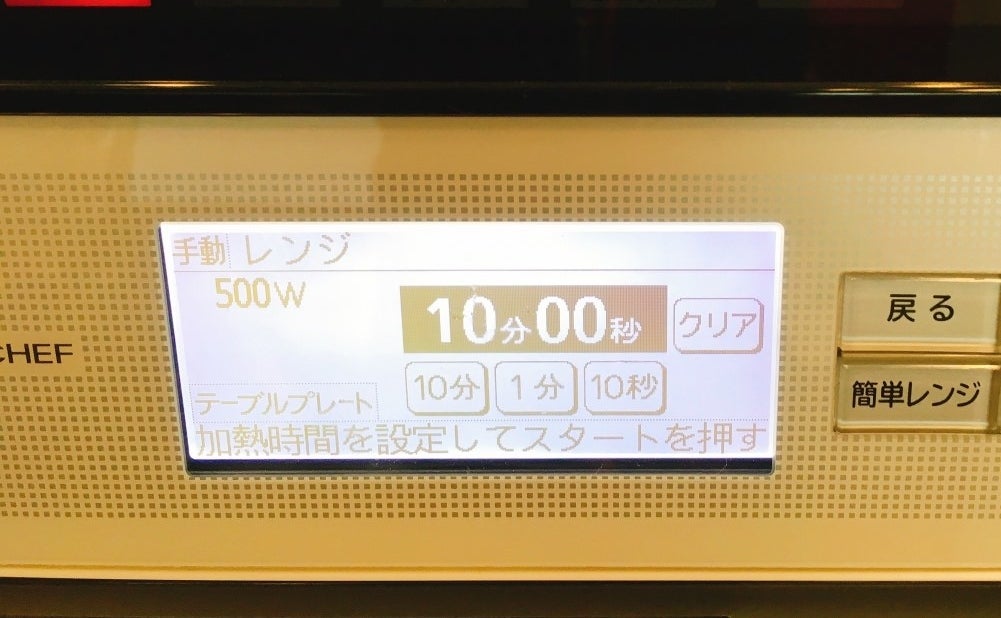 手動 レンジ
500W
10分00秒
クリア
10分 1分 10秒
テーブルプレート
加熱時間を設定してスタートを押す
CHEF
戻る
簡単レンジ